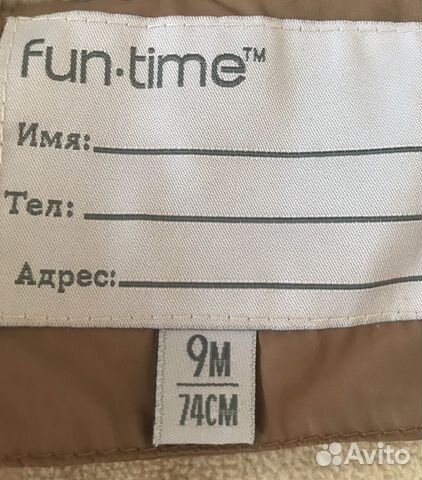 fun·time™
Имя:
Тел:
Адрес:
9M
74CM
Avito